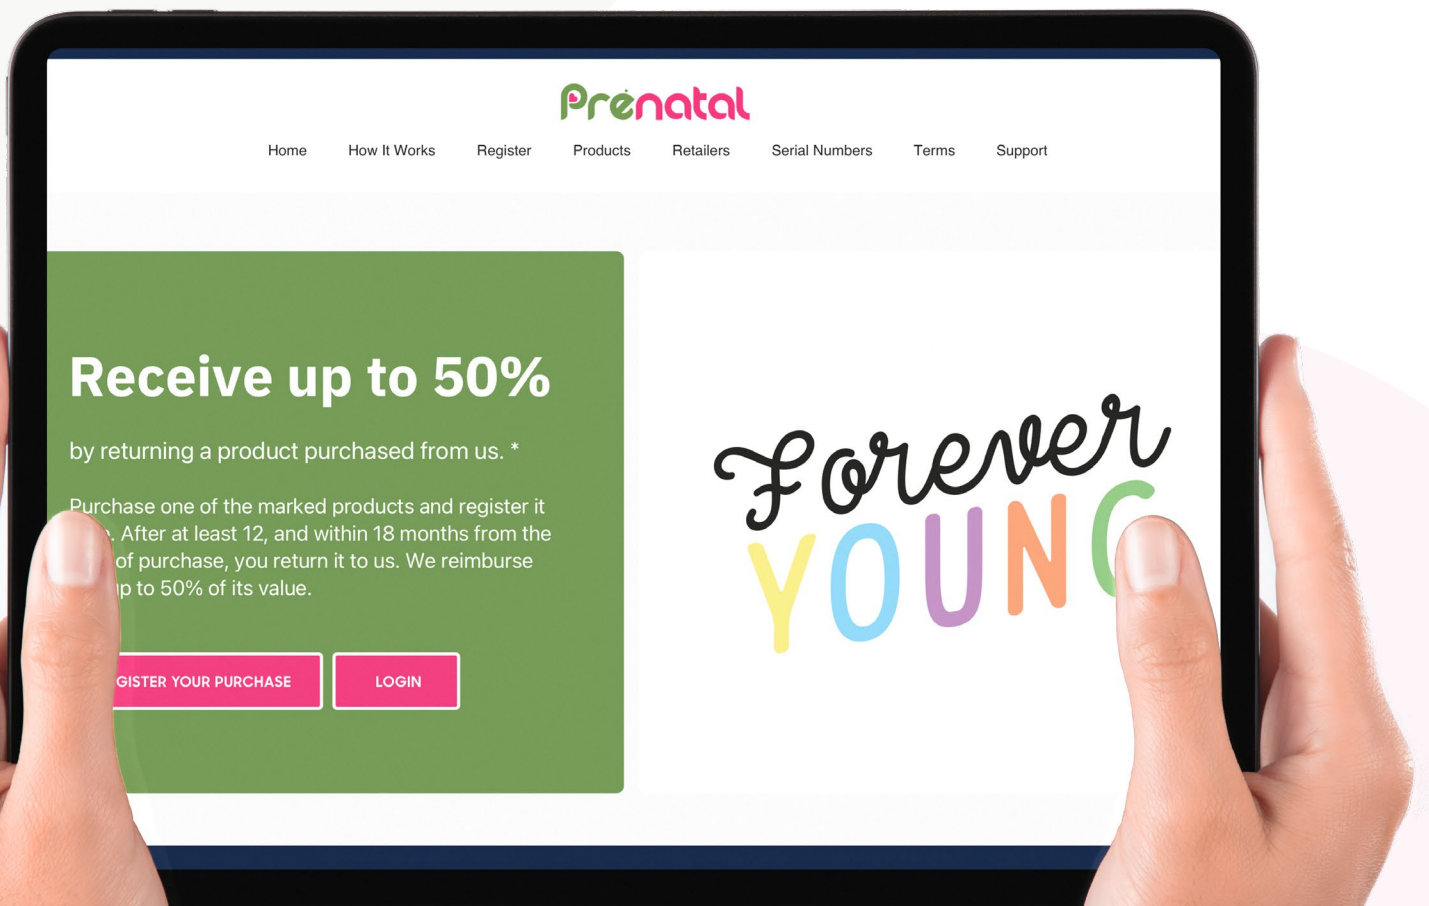 Prénatal
Home How It Works Register Products Retailers Serial Numbers Terms Support
Receive up to 50%
by returning a product purchased from us. *
Purchase one of the marked products and register it
After at least 12, and within 18 months from the
of purchase, you return it to us. We reimburse
to 50% of its value.
YOUR PURCHASE LOGIN
Forever
YOUNG